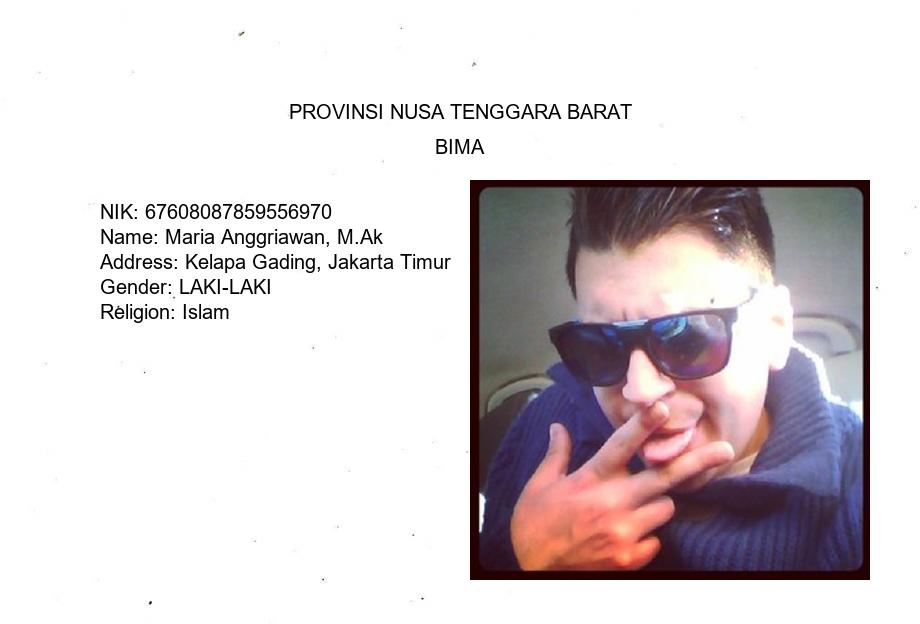 PROVINSI NUSA TENGGARA BARAT
BIMA
NIK: 67608087859556970
Name: Maria Anggriawan, M.Ak
Address: Kelapa Gading, Jakarta Timur
Gender: LAKI-LAKI
Religion: Islam